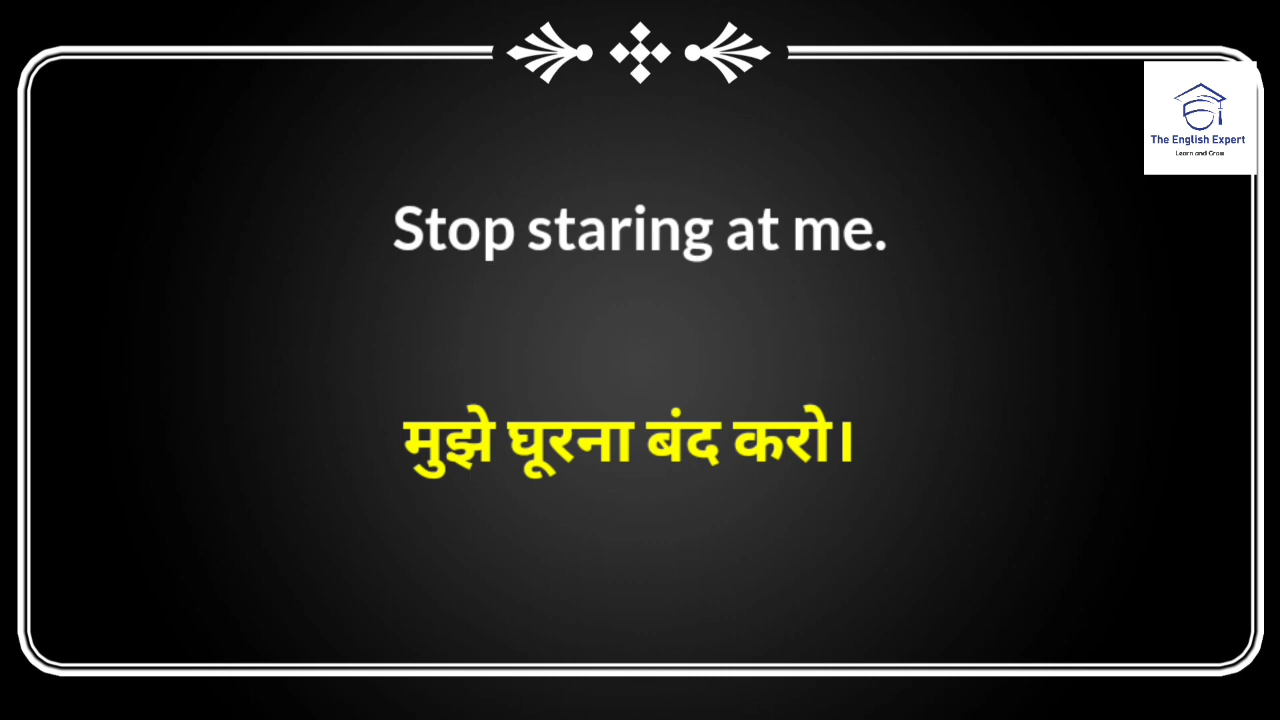 The English Expert
Learn and Grow
Stop staring at me.
मुझे घूरना बंद करो।